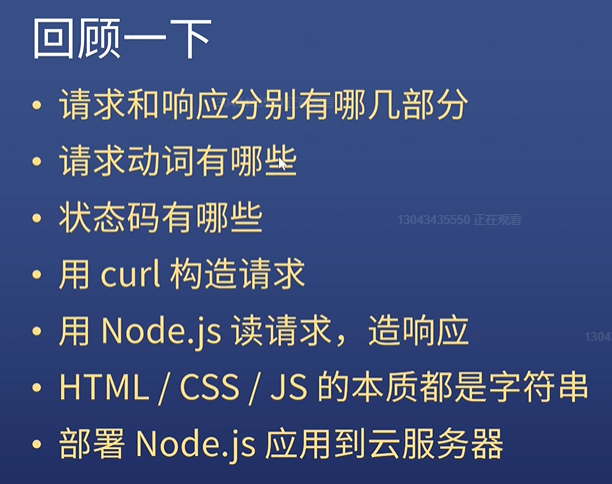 回顾一下
• 请求和响应分别有哪几部分
• 请求动词有哪些
• 状态码有哪些
13043435550 正在观看
• 用 curl 构造请求
• 用 Node.js 读请求，造响应
1304
• HTML / CSS / JS 的本质都是字符串
• 部署 Node.js 应用到云服务器